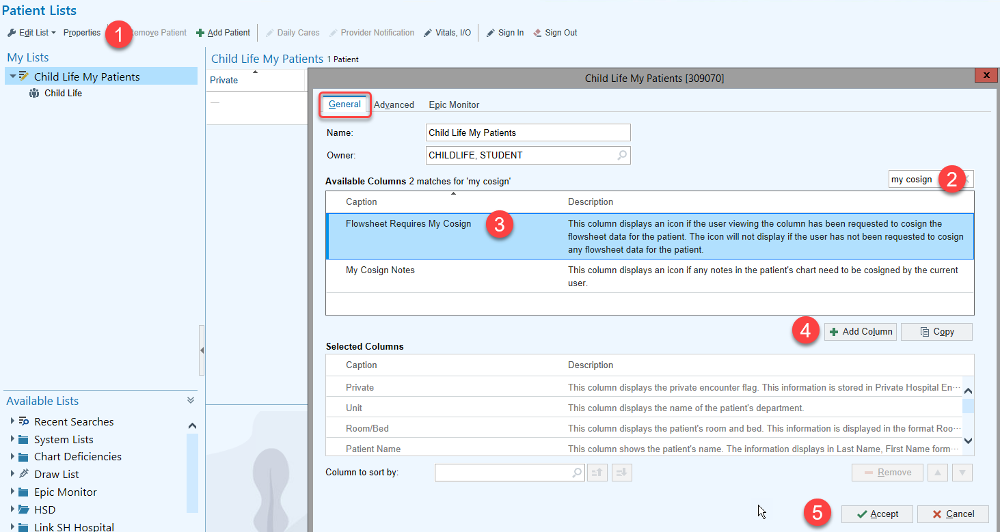 Patient Lists
Edit List Properties 1 emove Patient Add Patient Daily Cares Provider Notification Vitals, I/O Sign In Sign Out
My Lists
Child Life My Patients
Child Life
Child Life My Patients 1 Patient
Private
—
Child Life My Patients [309070]
General Advanced Epic Monitor
Name: Child Life My Patients
Owner: CHILDLIFE, STUDENT
Available Columns 2 matches for 'my cosign'
my cosign 2
Caption Description
Flowsheet Requires My Cosign 3
This column displays an icon if the user viewing the column has been requested to cosign the
flowsheet data for the patient. The icon will not display if the user has not been requested to cosign
any flowsheet data for the patient.
My Cosign Notes
This column displays an icon if any notes in the patient's chart need to be cosigned by the current
user.
4 Add Column Copy
Selected Columns
Caption Description
Private This column displays the private encounter flag. This information is stored in Private Hospital En···
Unit This column displays the name of the patient's department.
Room/Bed This column displays the patient's room and bed. This information is displayed in the format Roo···
Patient Name This column shows the patient's name. The information displays in Last Name, First Name form···
Column to sort by: Remove
5 Accept Cancel
Available Lists
Recent Searches
System Lists
Chart Deficiencies
Draw List
Epic Monitor
HSD
Link SH Hospital